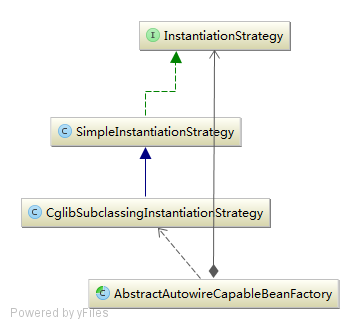 I InstantiationStrategy
C SimpleInstantiationStrategy
C CglibSubclassingInstantiationStrategy
C AbstractAutowireCapableBeanFactory
Powered by yFiles